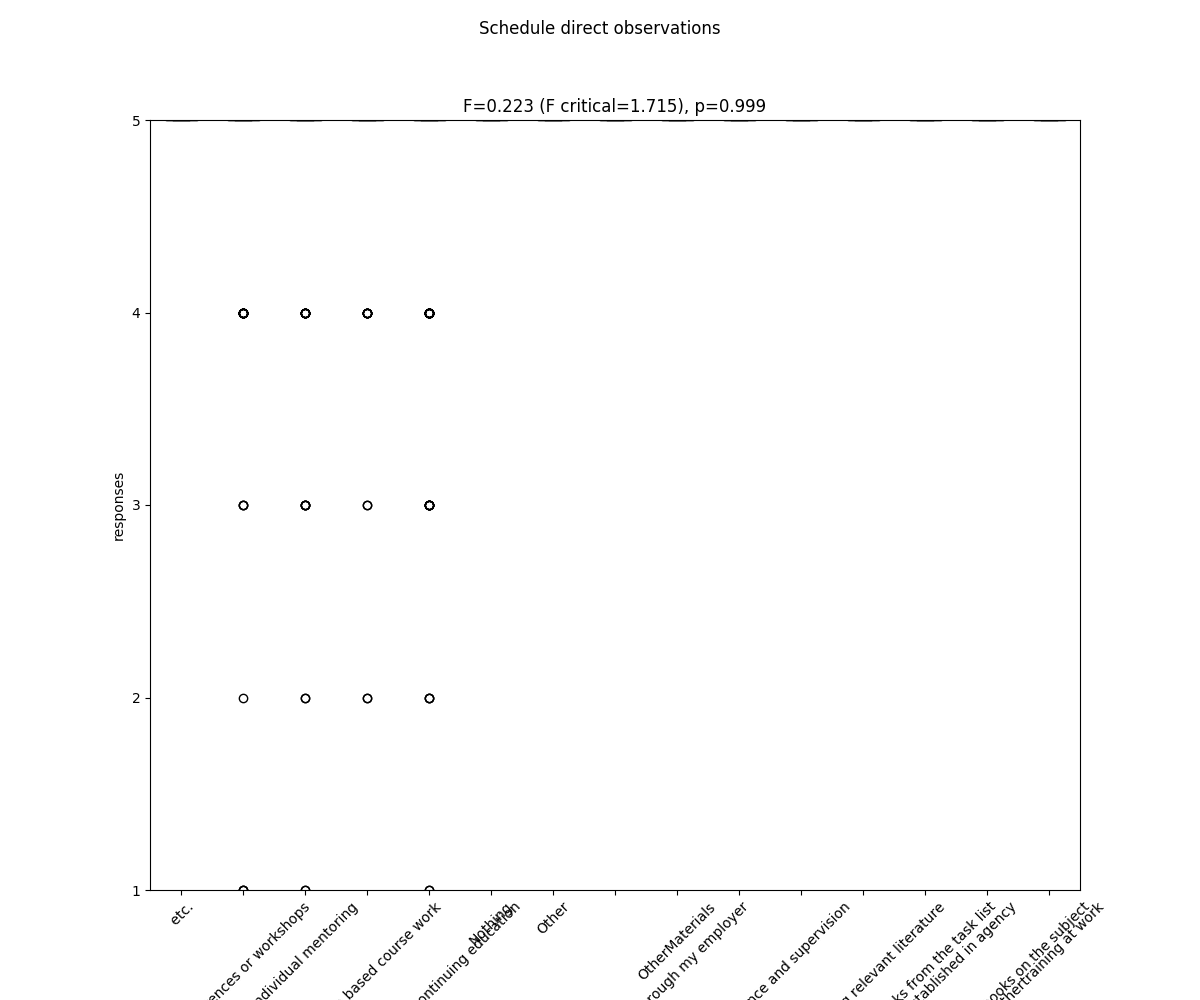 Schedule direct observations
F=0.223 (F critical=1.715), p=0.999
5
4
3
2
1
responses
etc.
ences or workshops
dividual mentoring
based course work
ontinuing education
Nothing
Other
OtherMaterials
rough my employer
nce and supervision
g relevant literature
ks from the task list
tablished in agency
ooks on the subject
hertraining at work